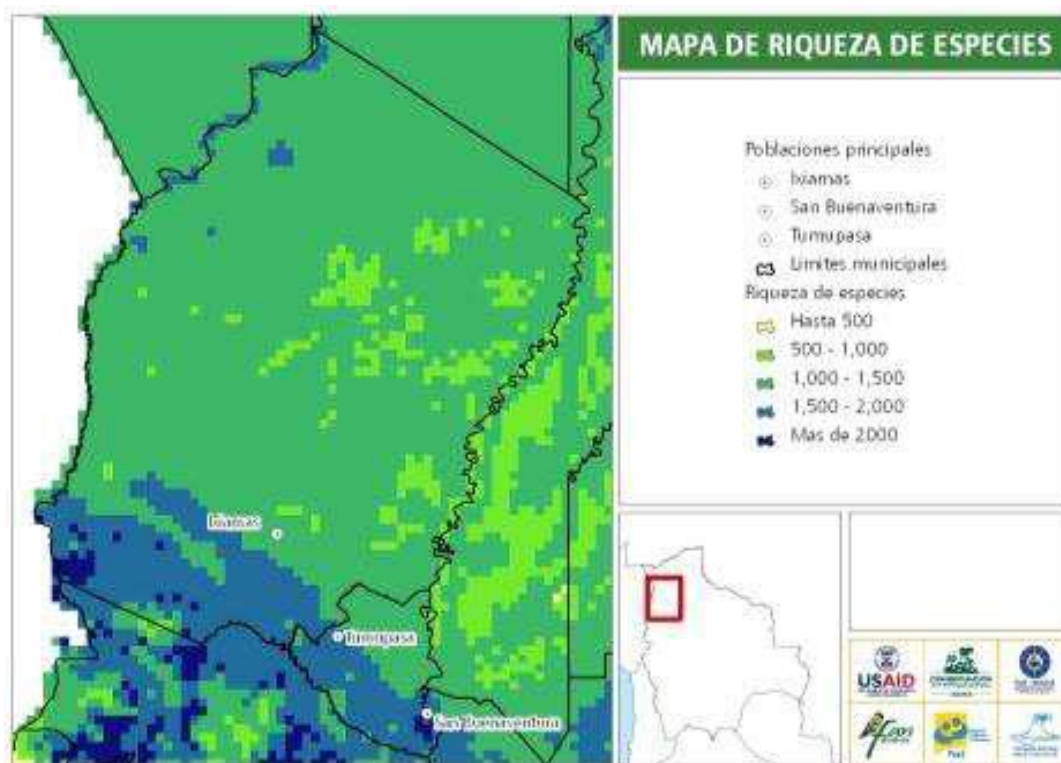 MAPA DE RIQUEZA DE ESPECIES
Poblaciones principales
Ixiamas
San Buenaventura
Tumupasa
Limites municipales
Riqueza de especies
Hasta 500
500 - 1,000
1,000 - 1,500
1,500 - 2,000
Mas de 2000
Ixiamas
Tumupasa
San Buenaventura
USAID